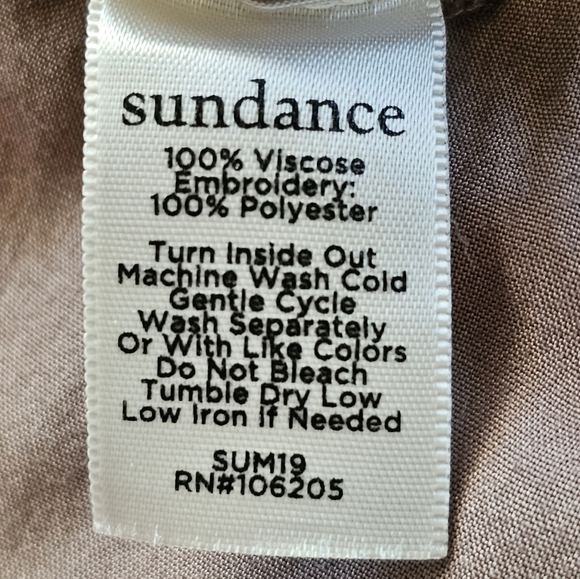 sundance
100% Viscose
Embroidery:
100% Polyester
Turn Inside Out
Machine Wash Cold
Gentle Cycle
Wash Separately
Or With Like Colors
Do Not Bleach
Tumble Dry Low
Low Iron If Needed
SUM19
RN#106205